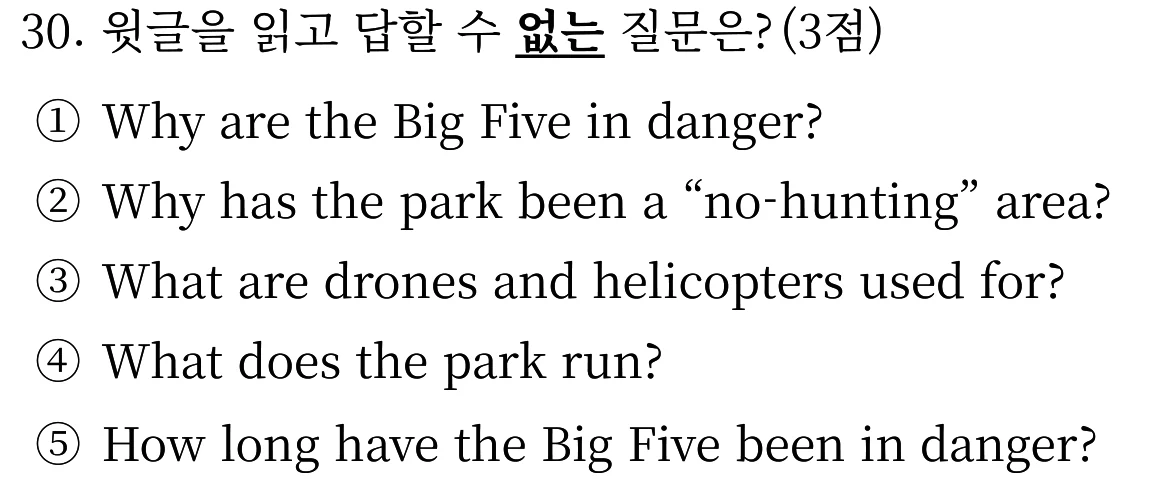 30. 윗글을 읽고 답할 수 없는 질문은?(3점)
① Why are the Big Five in danger?
② Why has the park been a “no-hunting” area?
③ What are drones and helicopters used for?
④ What does the park run?
⑤ How long have the Big Five been in danger?